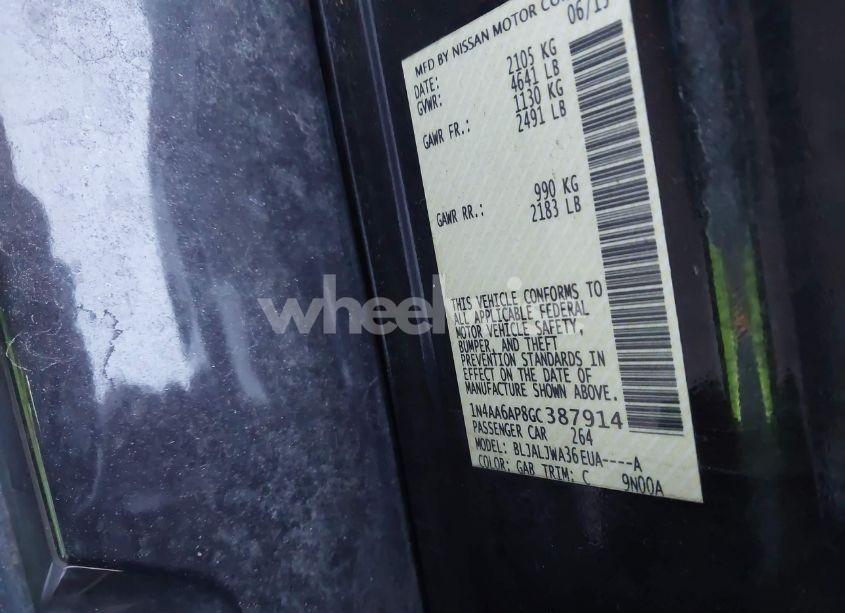 MFD BY NISSAN MOTOR CO
DATE: 06/15
GVWR: 2105 KG
4641 LB
GAWR FR.: 1130 KG
2491 LB
GAWR RR.: 990 KG
2183 LB
THIS VEHICLE CONFORMS TO
ALL APPLICABLE FEDERAL
MOTOR VEHICLE SAFETY,
BUMPER, AND THEFT
PREVENTION STANDARDS IN
EFFECT ON THE DATE OF
MANUFACTURE SHOWN ABOVE.
1N4AA6AP8GC387914
PASSENGER CAR 264
MODEL: BLJALJWA36EUA----A
COLOR: GAB TRIM: C 9N00A